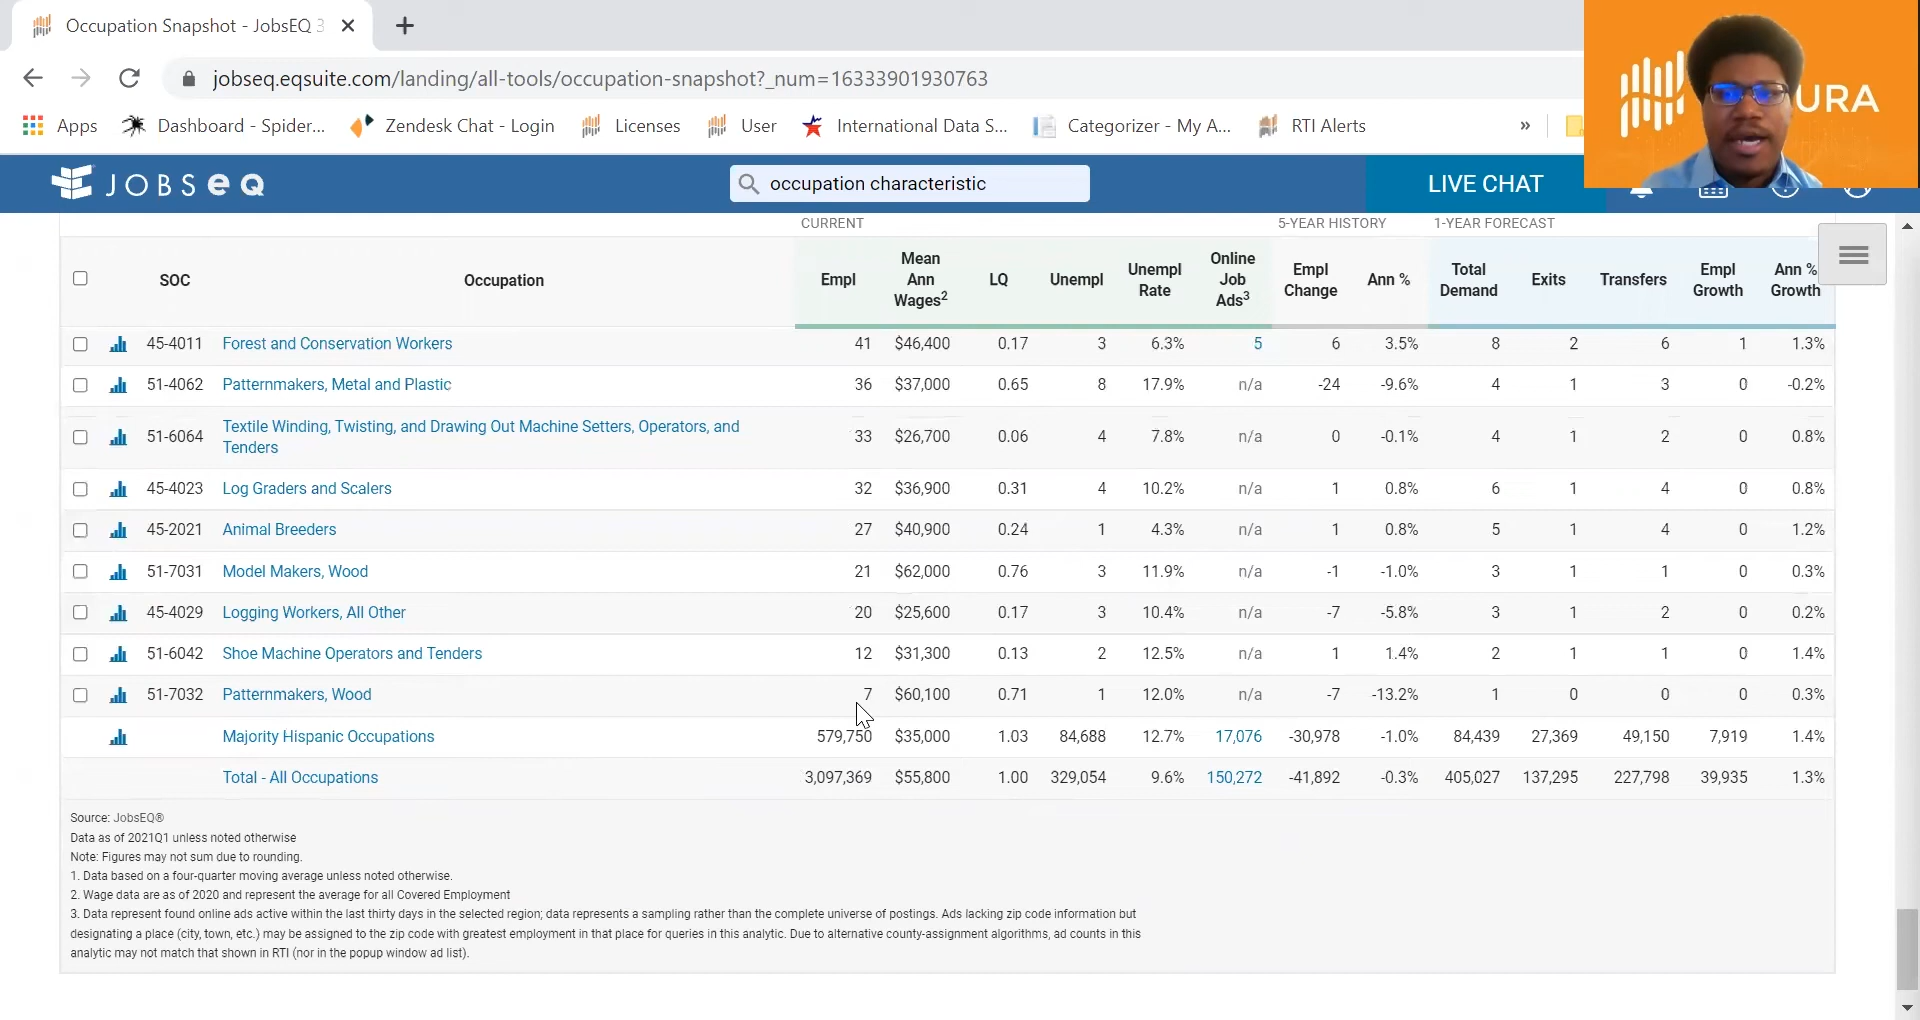 Occupation Snapshot - JobsEQ 3
jobseq.eqsuite.com/landing/all-tools/occupation-snapshot?_num=16333901930763
Apps Dashboard - Spider... Zendesk Chat - Login Licenses User International Data S... Categorizer - My A... RTI Alerts »
URA
JOBSEQ occupation characteristic LIVE CHAT
CURRENT 5-YEAR HISTORY 1-YEAR FORECAST
SOC Occupation Empl Mean Ann Wages2 LQ Unempl Unempl Rate Online Job Ads3 Empl Change Ann % Total Demand Exits Transfers Empl Growth Ann % Growth
45-4011 Forest and Conservation Workers 41 $46,400 0.17 3 6.3% 5 6 3.5% 8 2 6 1 1.3%
51-4062 Patternmakers, Metal and Plastic 36 $37,000 0.65 8 17.9% n/a -24 -9.6% 4 1 3 0 -0.2%
51-6064 Textile Winding, Twisting, and Drawing Out Machine Setters, Operators, and Tenders 33 $26,700 0.06 4 7.8% n/a 0 -0.1% 4 1 2 0 0.8%
45-4023 Log Graders and Scalers 32 $36,900 0.31 4 10.2% n/a 1 0.8% 6 1 4 0 0.8%
45-2021 Animal Breeders 27 $40,900 0.24 1 4.3% n/a 1 0.8% 5 1 4 0 1.2%
51-7031 Model Makers, Wood 21 $62,000 0.76 3 11.9% n/a -1 -1.0% 3 1 1 0 0.3%
45-4029 Logging Workers, All Other 20 $25,600 0.17 3 10.4% n/a -7 -5.8% 3 1 2 0 0.2%
51-6042 Shoe Machine Operators and Tenders 12 $31,300 0.13 2 12.5% n/a 1 1.4% 2 1 1 0 1.4%
51-7032 Patternmakers, Wood 7 $60,100 0.71 1 12.0% n/a -7 -13.2% 1 0 0 0 0.3%
Majority Hispanic Occupations 579,750 $35,000 1.03 84,688 12.7% 17,076 -30,978 -1.0% 84,439 27,369 49,150 7,919 1.4%
Total - All Occupations 3,097,369 $55,800 1.00 329,054 9.6% 150,272 -41,892 -0.3% 405,027 137,295 227,798 39,935 1.3%
Source: JobsEQ®
Data as of 2021Q1 unless noted otherwise
Note: Figures may not sum due to rounding.
1. Data based on a four-quarter moving average unless noted otherwise.
2. Wage data are as of 2020 and represent the average for all Covered Employment
3. Data represent found online ads active within the last thirty days in the selected region; data represents a sampling rather than the complete universe of postings. Ads lacking zip code information but
designating a place (city, town, etc.) may be assigned to the zip code with greatest employment in that place for queries in this analytic. Due to alternative county-assignment algorithms, ad counts in this
analytic may not match that shown in RTI (nor in the popup window ad list).